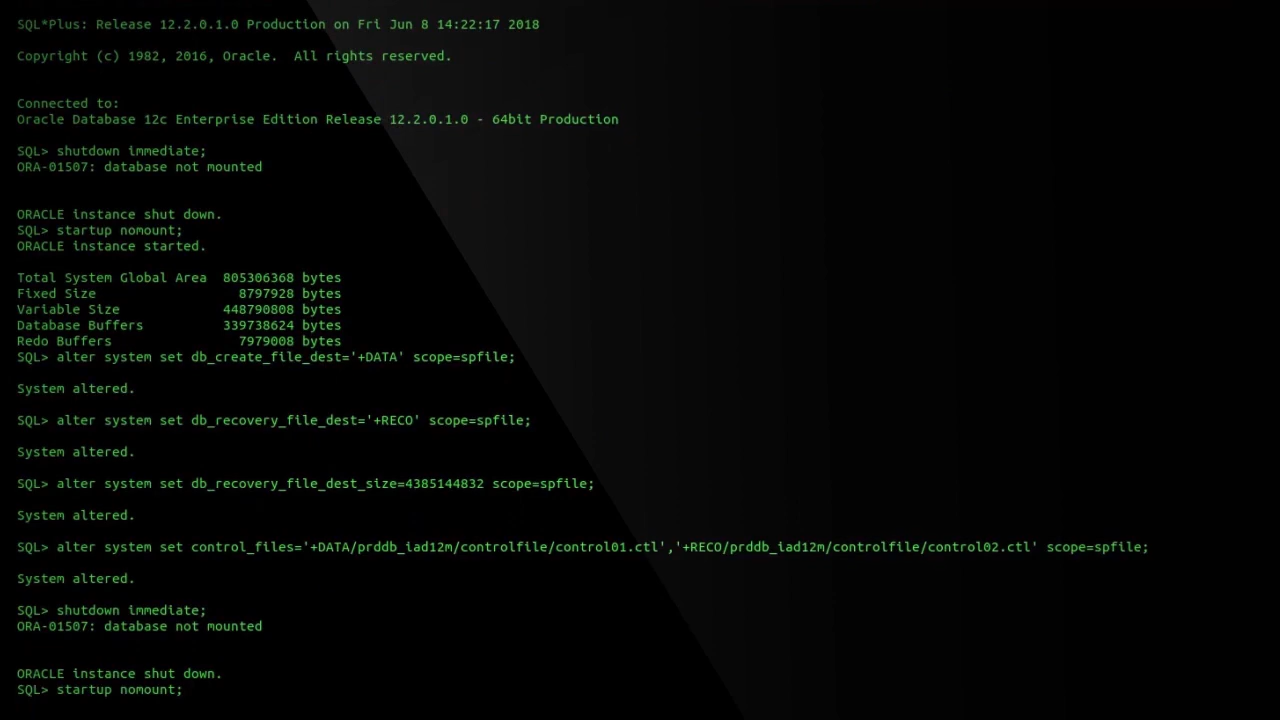 SQL*Plus: Release 12.2.0.1.0 Production on Fri Jun 8 14:22:17 2018
Copyright (c) 1982, 2016, Oracle.  All rights reserved.
Connected to:
Oracle Database 12c Enterprise Edition Release 12.2.0.1.0 - 64bit Production
SQL> shutdown immediate;
ORA-01507: database not mounted
ORACLE instance shut down.
SQL> startup nomount;
ORACLE instance started.
Total System Global Area  805306368 bytes
Fixed Size                  8797928 bytes
Variable Size             448790808 bytes
Database Buffers          339738624 bytes
Redo Buffers                7979008 bytes
SQL> alter system set db_create_file_dest='+DATA' scope=spfile;
System altered.
SQL> alter system set db_recovery_file_dest='+RECO' scope=spfile;
System altered.
SQL> alter system set db_recovery_file_dest_size=4385144832 scope=spfile;
System altered.
SQL> alter system set control_files='+DATA/prddb_iad12m/controlfile/control01.ctl','+RECO/prddb_iad12m/controlfile/control02.ctl' scope=spfile;
System altered.
SQL> shutdown immediate;
ORA-01507: database not mounted
ORACLE instance shut down.
SQL> startup nomount;